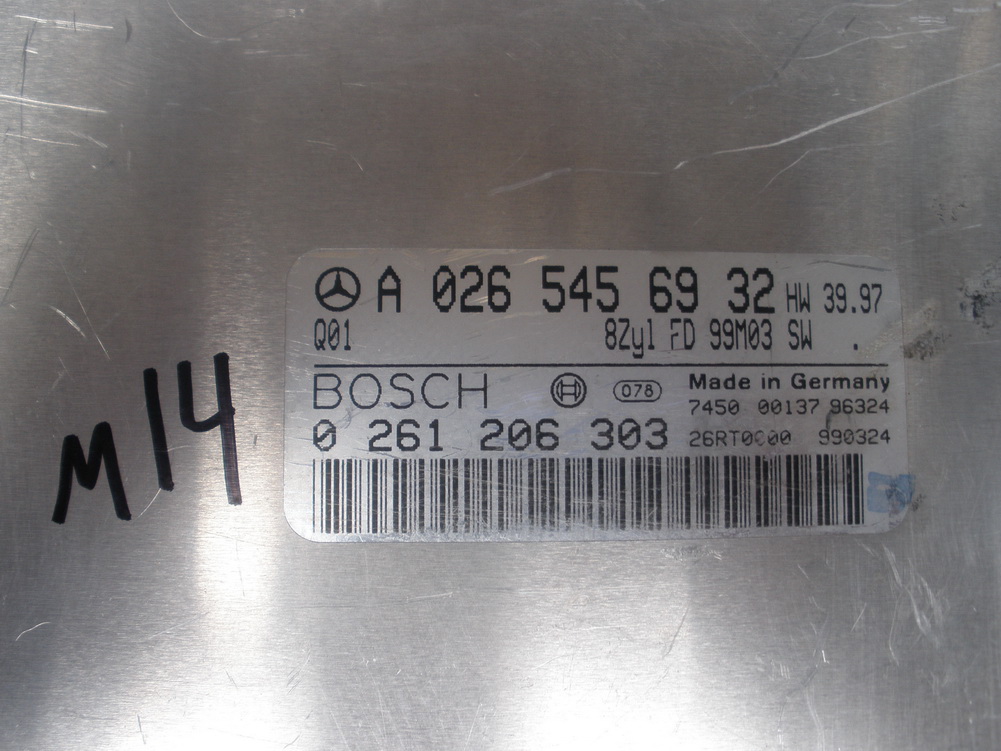 A 026 545 69 32 HW 39.97
Q01 8Zyl FD 99M03 SW .
BOSCH 078 Made in Germany
7450 00137 96324
0 261 206 303 26RT0000 990324
M14